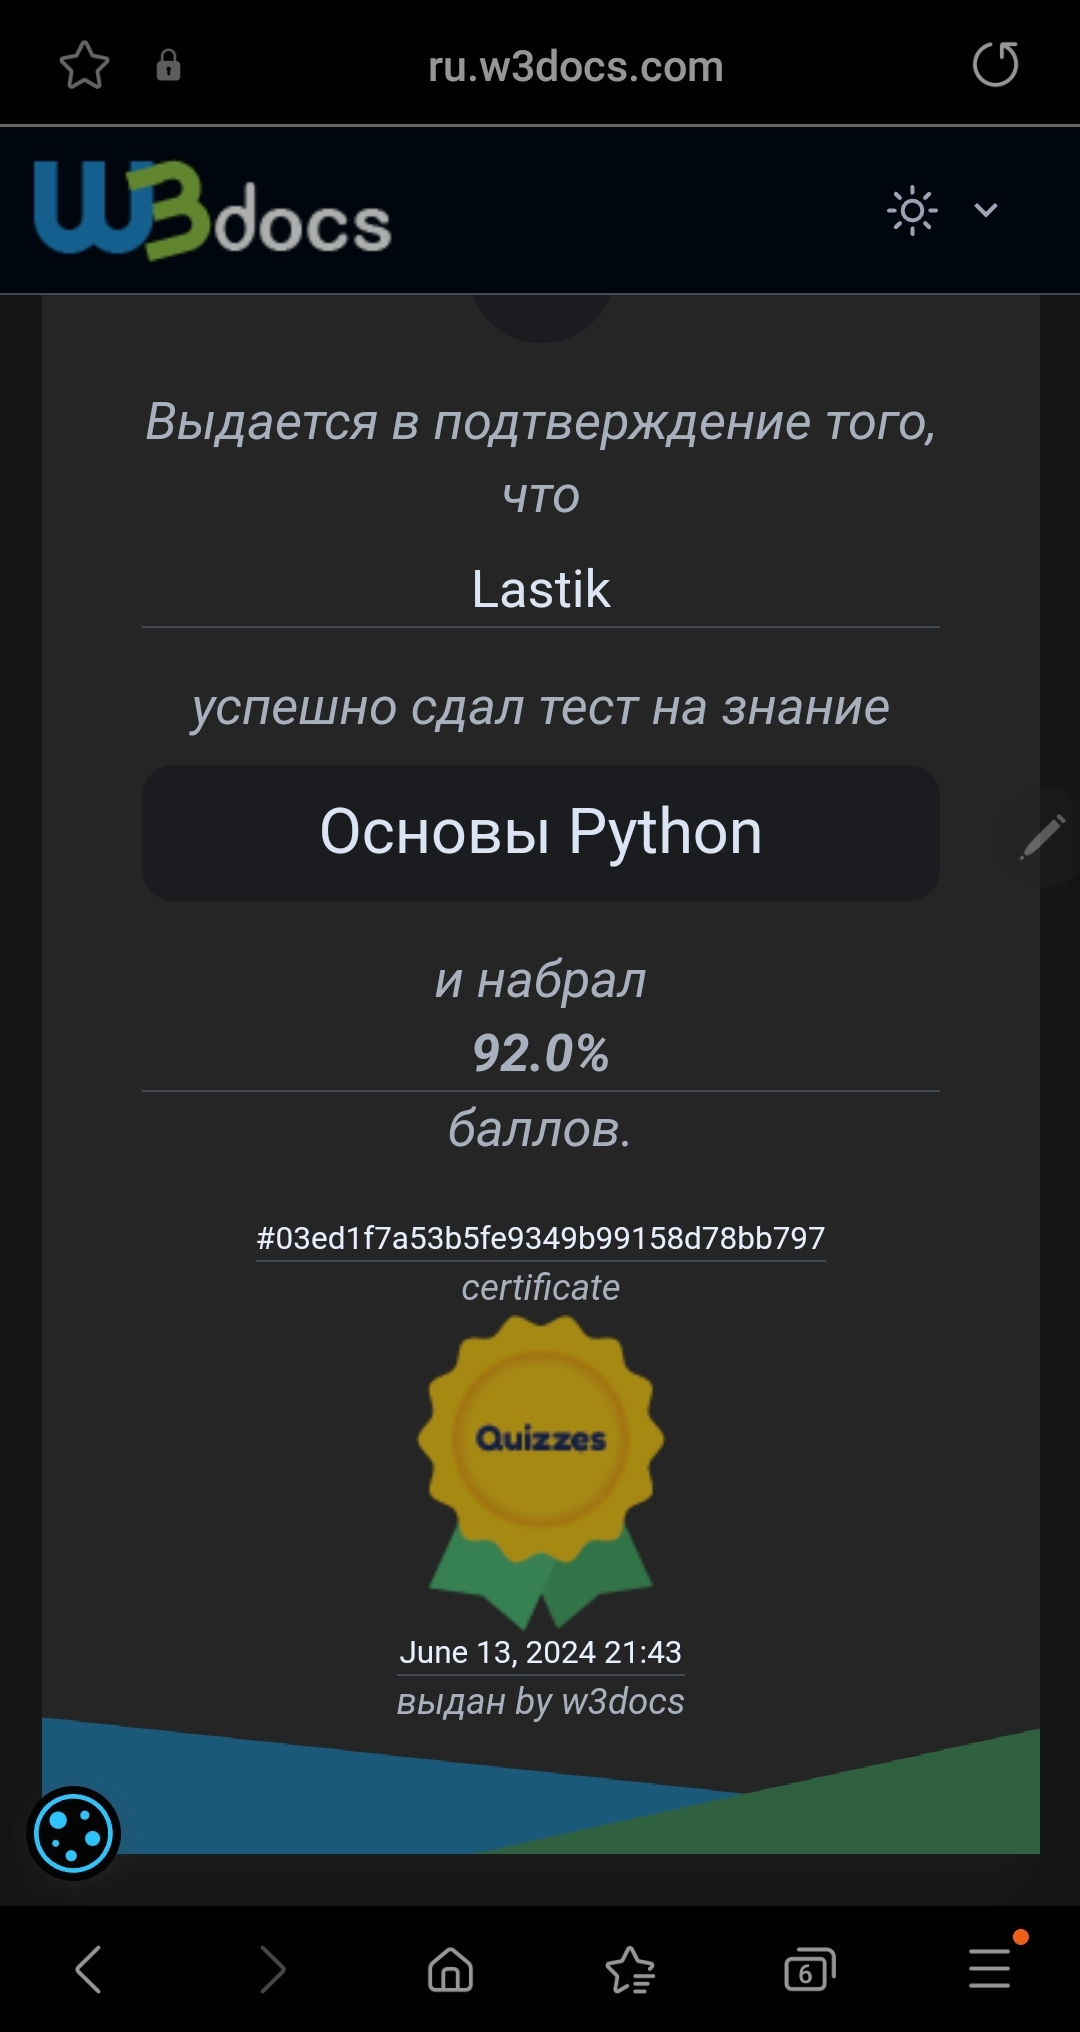 ru.w3docs.com
W3docs
Выдается в подтверждение того,
что
Lastik
успешно сдал тест на знание
Основы Python
и набрал
92.0%
баллов.
#03ed1f7a53b5fe9349b99158d78bb797
certificate
Quizzes
June 13, 2024 21:43
выдан by w3docs
6